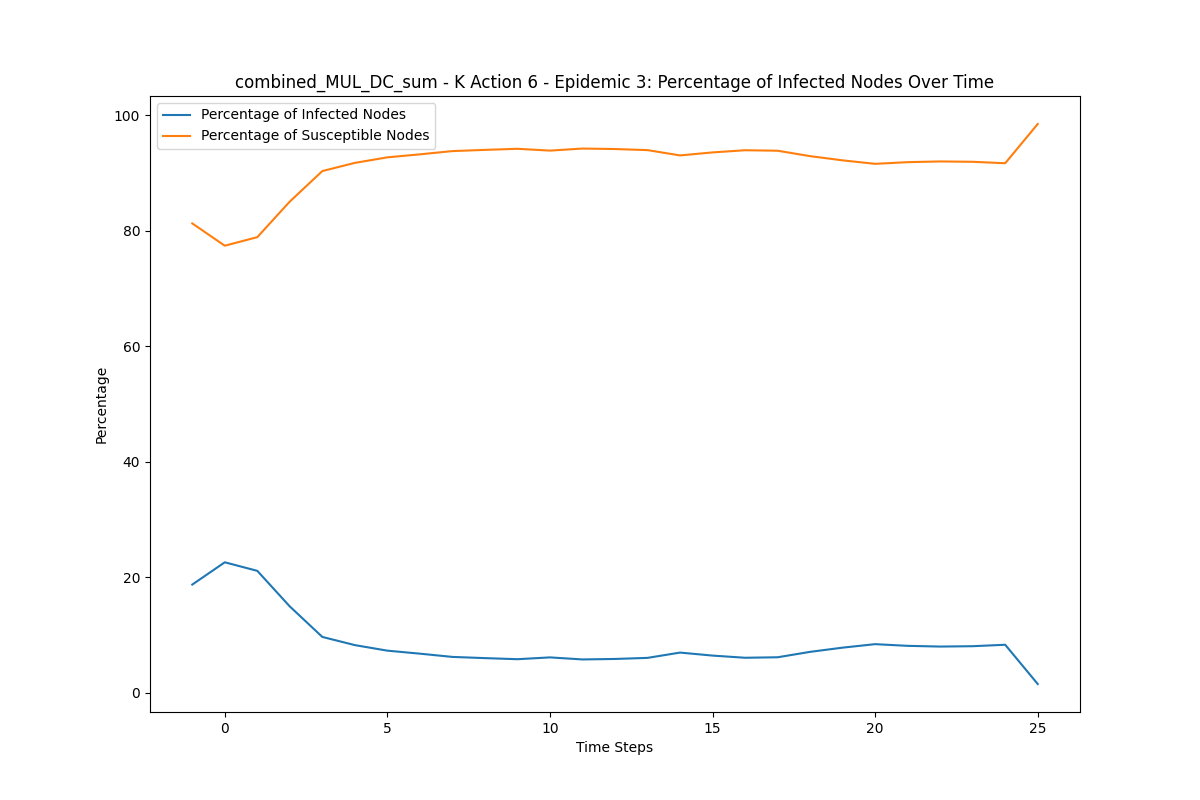 combined_MUL_DC_sum - K Action 6 - Epidemic 3: Percentage of Infected Nodes Over Time
Percentage of Infected Nodes
Percentage of Susceptible Nodes
100
80
60
40
20
0
Percentage
0 5 10 15 20 25
Time Steps